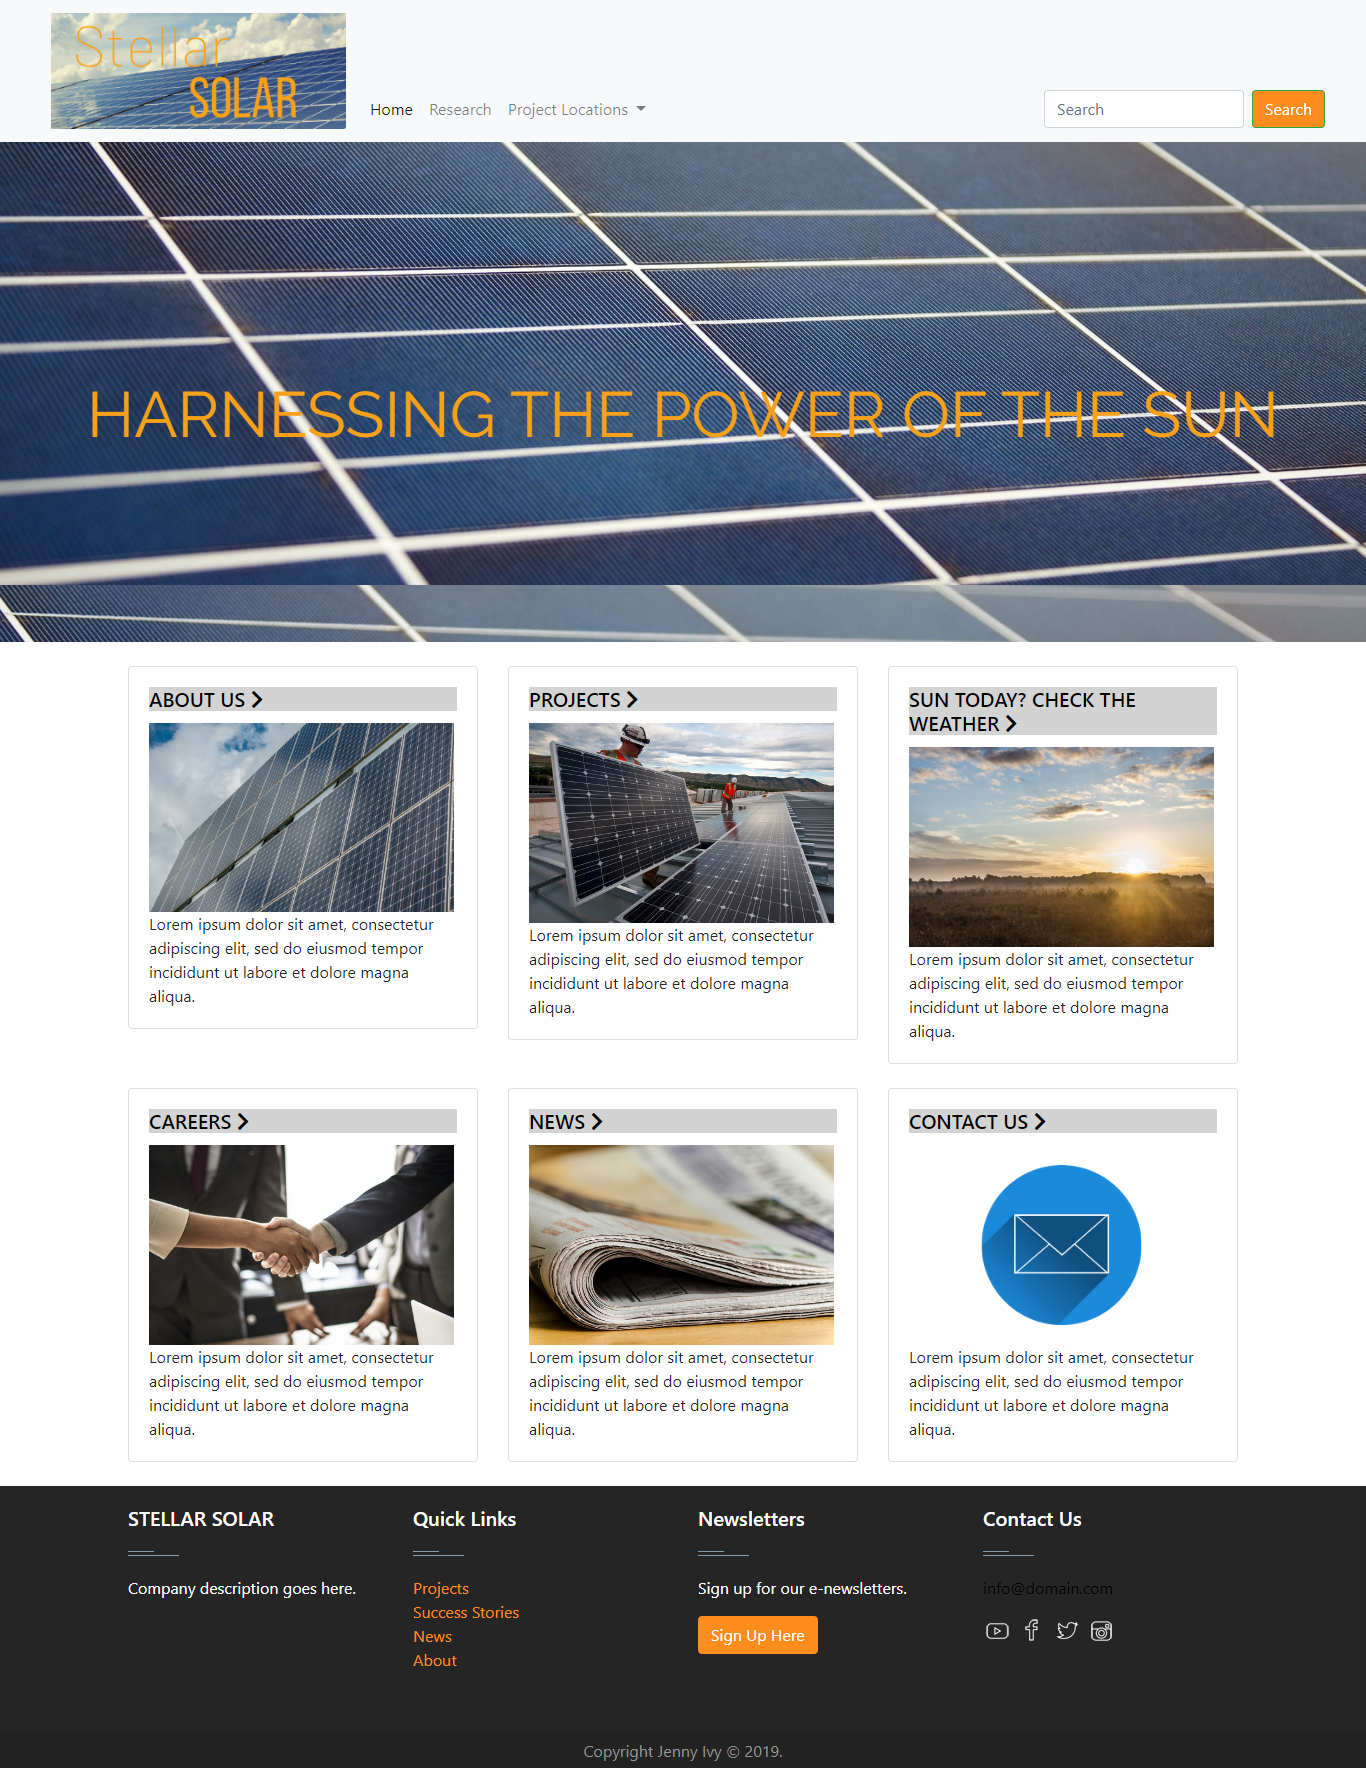 Stellar
SOLAR
Home Research Project Locations
Search Search
HARNESSING THE POWER OF THE SUN
ABOUT US
Lorem ipsum dolor sit amet, consectetur
adipiscing elit, sed do eiusmod tempor
incididunt ut labore et dolore magna
aliqua.
PROJECTS
Lorem ipsum dolor sit amet, consectetur
adipiscing elit, sed do eiusmod tempor
incididunt ut labore et dolore magna
aliqua.
SUN TODAY? CHECK THE
WEATHER
Lorem ipsum dolor sit amet, consectetur
adipiscing elit, sed do eiusmod tempor
incididunt ut labore et dolore magna
aliqua.
CAREERS
Lorem ipsum dolor sit amet, consectetur
adipiscing elit, sed do eiusmod tempor
incididunt ut labore et dolore magna
aliqua.
NEWS
Lorem ipsum dolor sit amet, consectetur
adipiscing elit, sed do eiusmod tempor
incididunt ut labore et dolore magna
aliqua.
CONTACT US
Lorem ipsum dolor sit amet, consectetur
adipiscing elit, sed do eiusmod tempor
incididunt ut labore et dolore magna
aliqua.
STELLAR SOLAR
Company description goes here.
Quick Links
Projects
Success Stories
News
About
Newsletters
Sign up for our e-newsletters.
Sign Up Here
Contact Us
info@domain.com
Copyright Jenny Ivy © 2019.